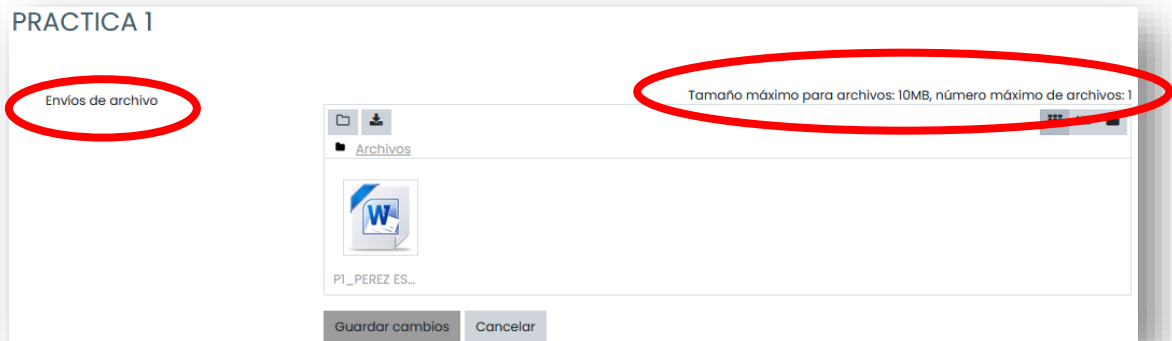 PRACTICA 1
Envíos de archivo
Tamaño máximo para archivos: 10MB, número máximo de archivos: 1
Archivos
W
P1_PEREZ ES...
Guardar cambios
Cancelar